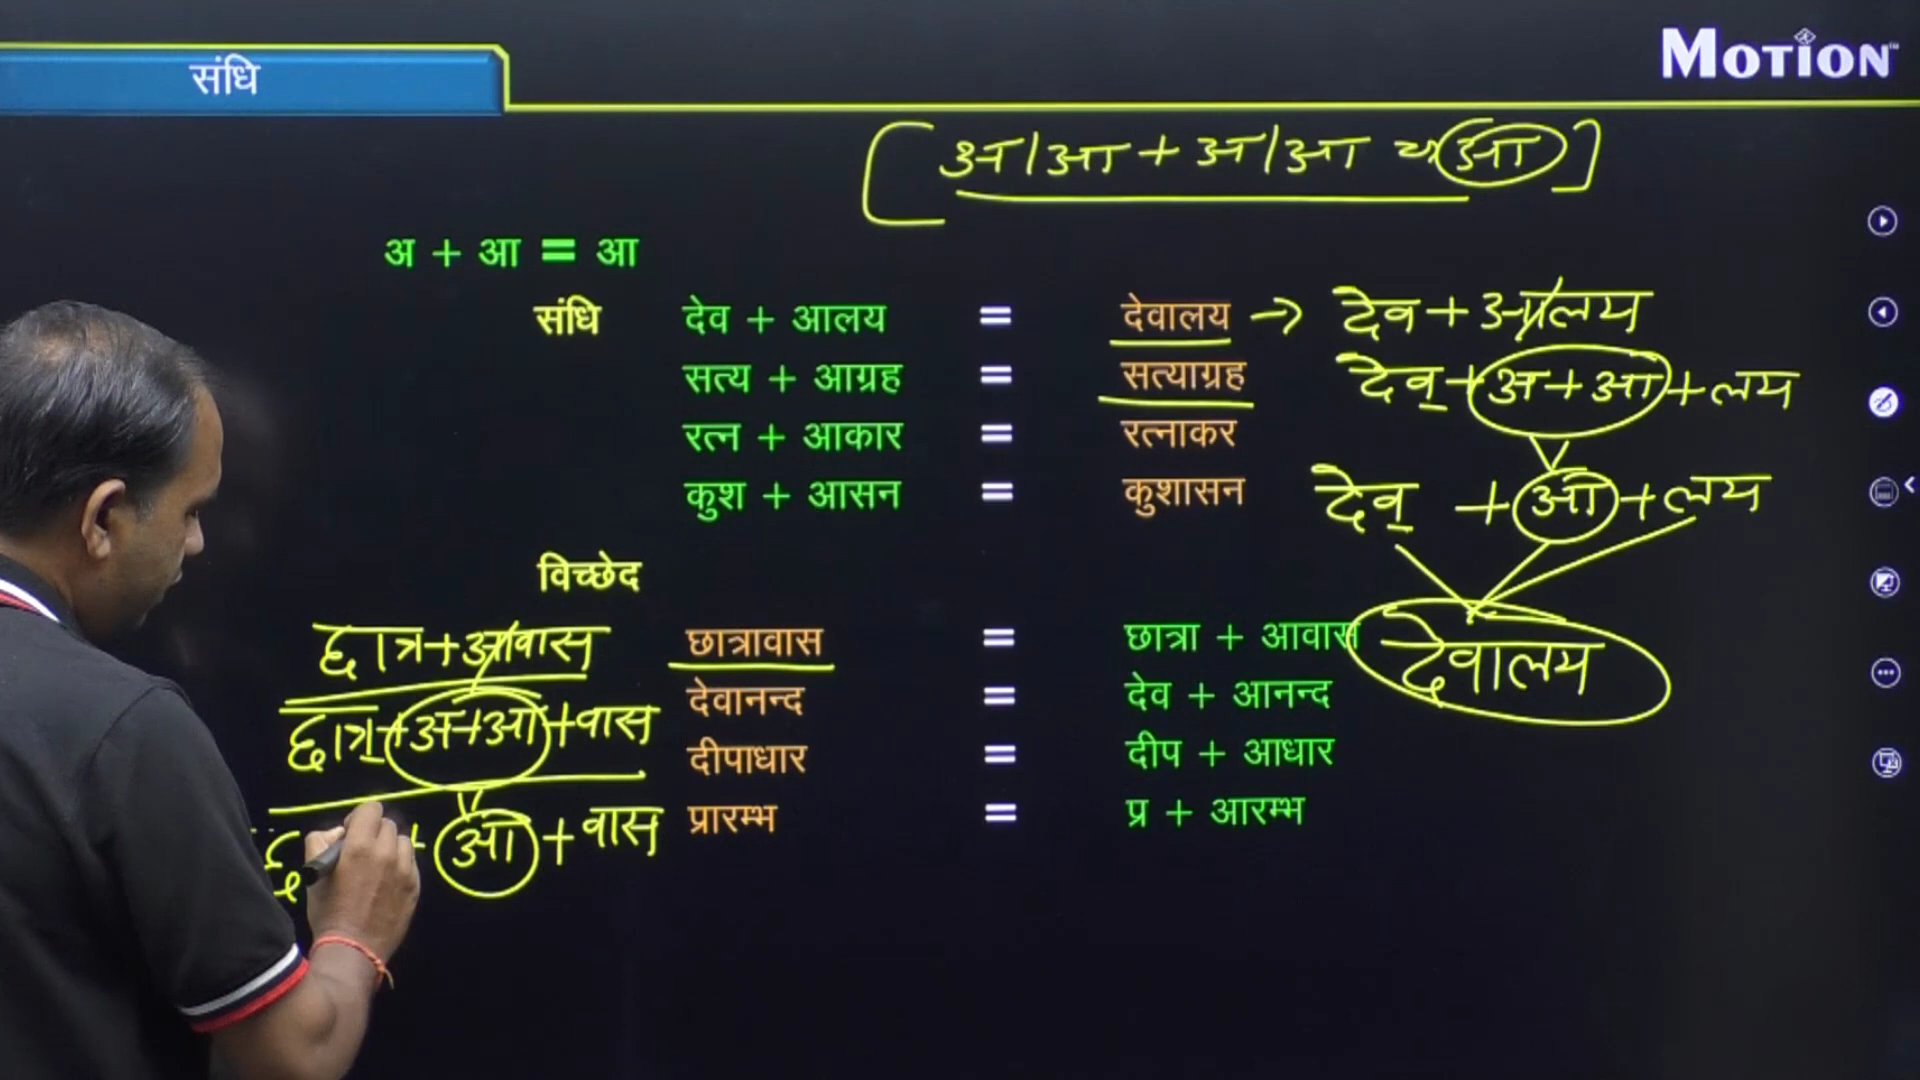 संधि
MOTION
अ/आ + अ/आ = आ
अ + आ = आ
संधि देव + आलय = देवालय → देव + आलय
सत्य + आग्रह = सत्याग्रह देव् + अ + आ + लय
रत्न + आकार = रत्नाकर
कुश + आसन = कुशासन देव् + आ + लय
विच्छेद
छात्र + आवास छात्रावास = छात्रा + आवास देवालय
छात्र् + अ + आ + वास देवानन्द = देव + आनन्द
दीपाधार = दीप + आधार
+ आ + वास प्रारम्भ = प्र + आरम्भ